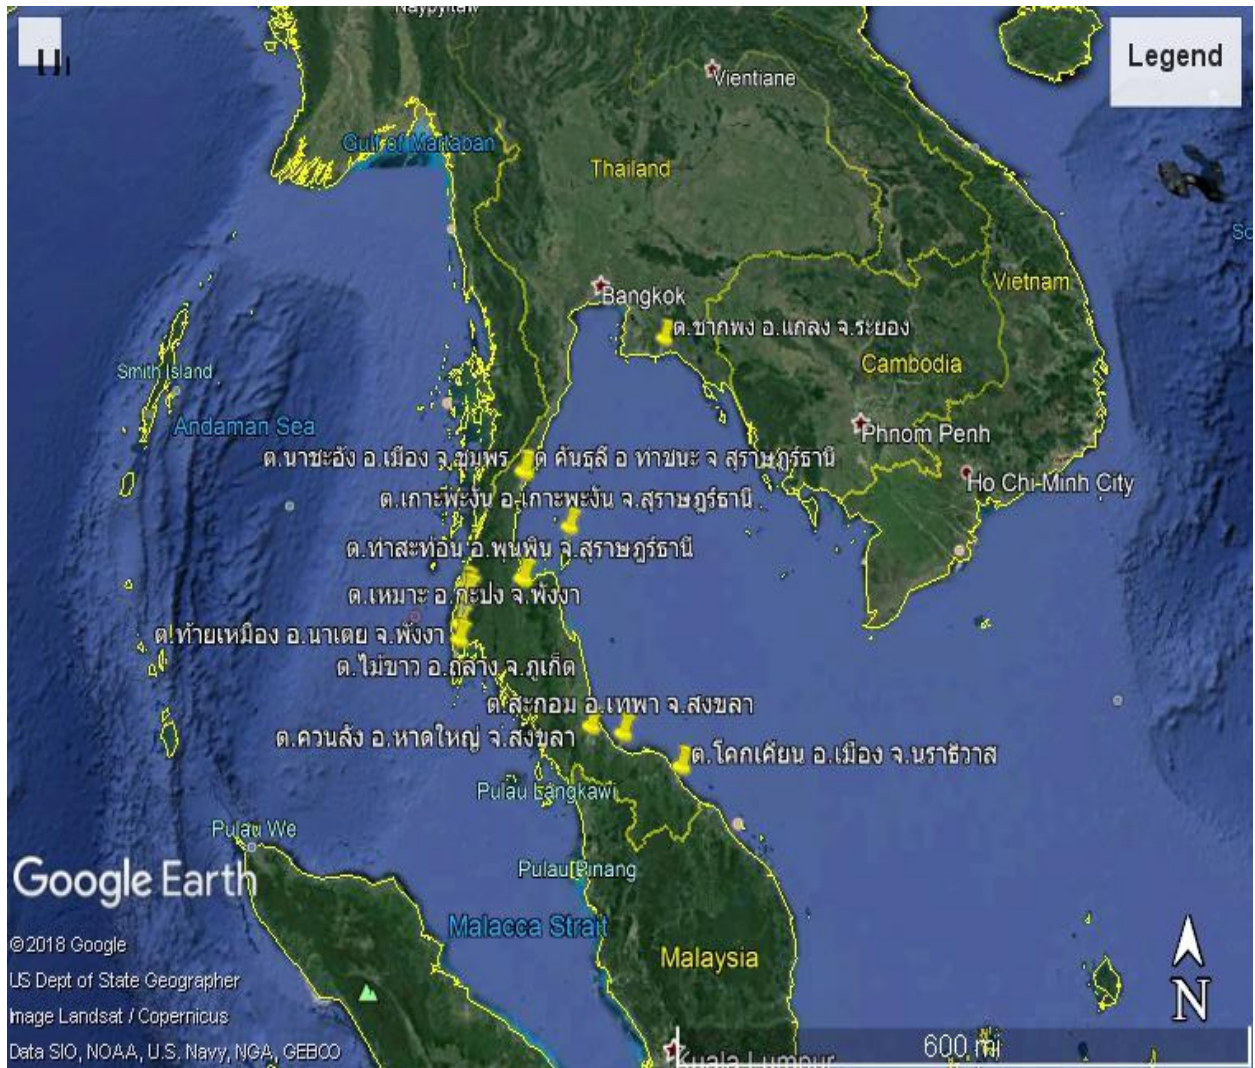 Naypyitaw
Legend
Vientiane
Gulf of Martaban
Thailand
Vietnam
Bangkok
ต.ชากพง อ.แกลง จ.ระยอง
Cambodia
Smith Island
Andaman Sea
Phnom Penh
ต.นาชะอัง อ.เมือง จ.ชุมพร
ต คันธุลี อ ท่าชนะ จ สุราษฎร์ธานี
Ho Chi Minh City
ต.เกาะพะงัน อ.เกาะพะงัน จ.สุราษฎร์ธานี
ต.ท่าสะท้อน อ.พุนพิน จ.สุราษฎร์ธานี
ต.เหมาะ อ.กะปง จ.พังงา
ต.ท้ายเหมือง อ.นาเตย จ.พังงา
ต.ไม้ขาว อ.ถลาง จ.ภูเก็ต
ต.สะกอม อ.เทพา จ.สงขลา
ต.ควนลัง อ.หาดใหญ่ จ.สงขลา
ต.โคกเคียน อ.เมือง จ.นราธิวาส
Pulau Langkawi
Pulau We
Pulau Pinang
Google Earth
Malacca Strait
Malaysia
©2018 Google
US Dept of State Geographer
Image Landsat / Copernicus
Data SIO, NOAA, U.S. Navy, NGA, GEBCO
N
600 mi
Kuala Lumpur